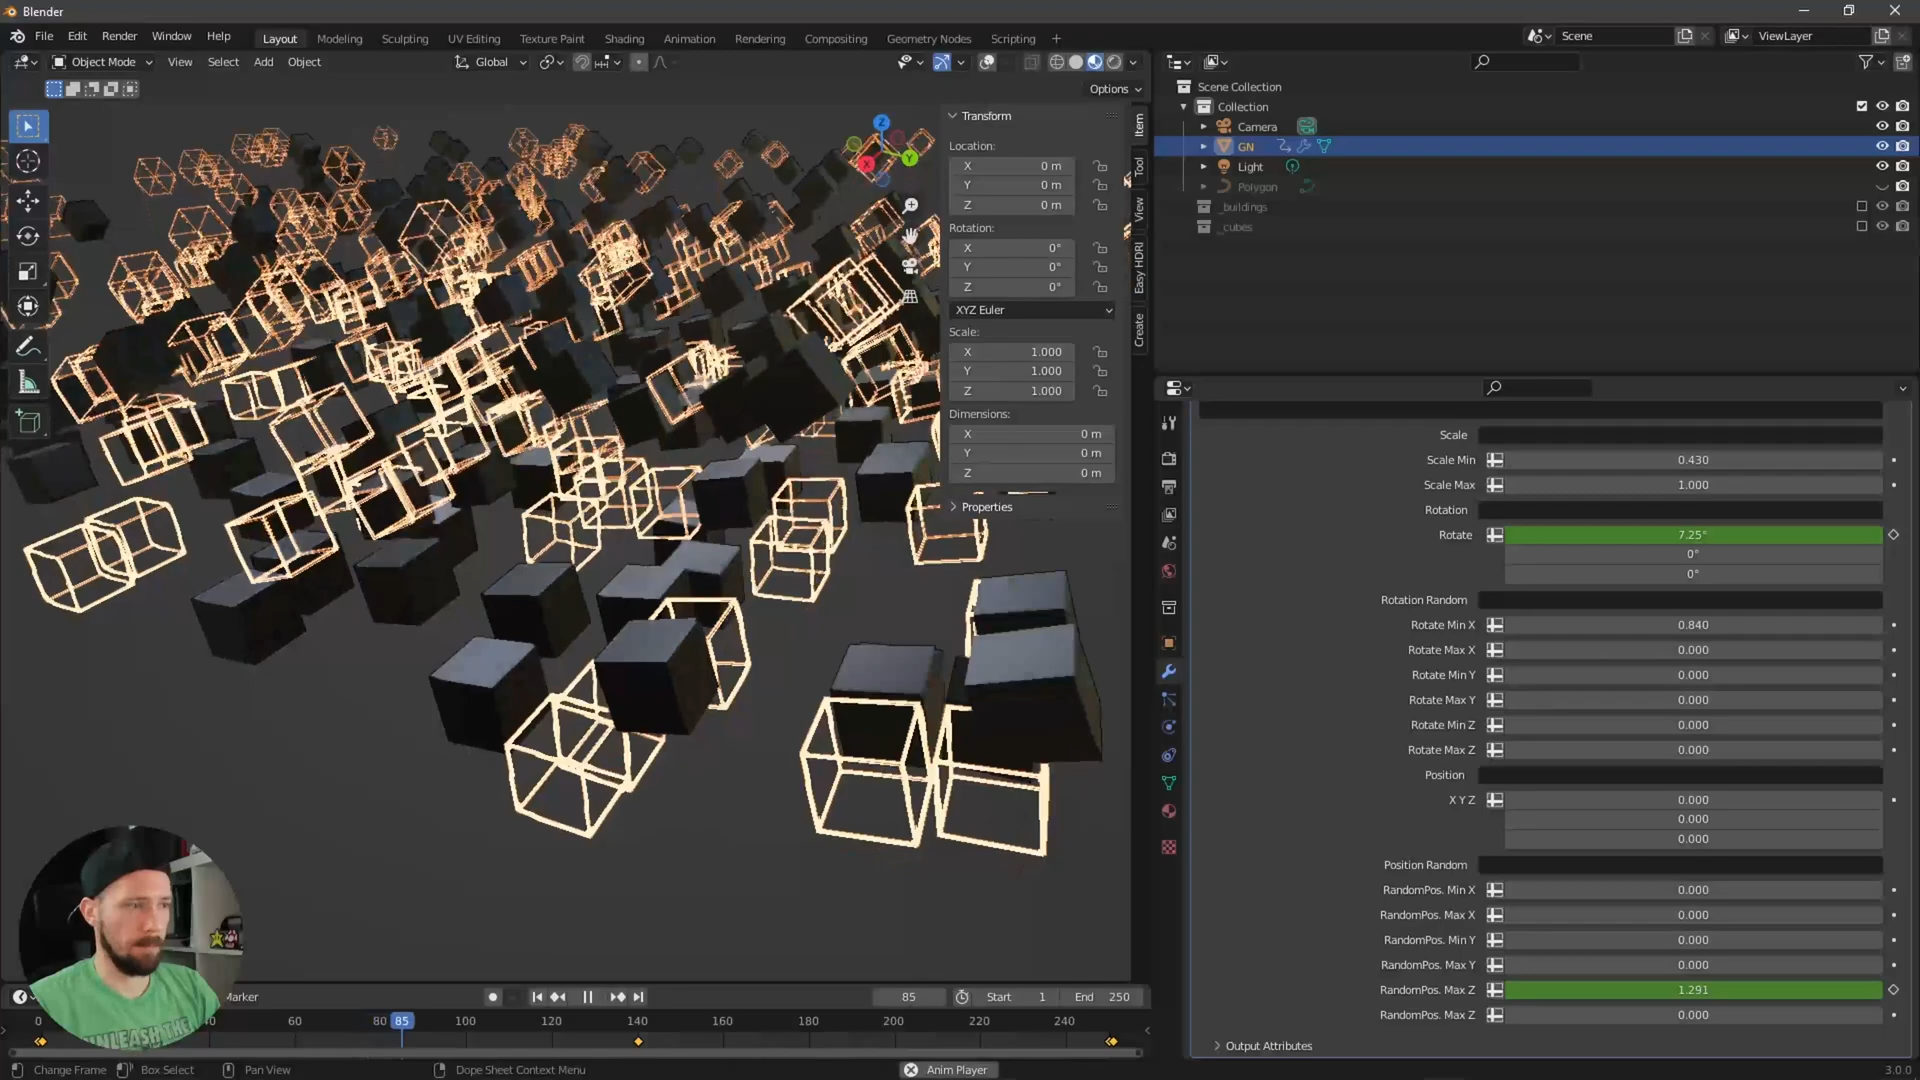 Blender
File Edit Render Window Help
Layout Modeling Sculpting UV Editing Texture Paint Shading Animation Rendering Compositing Geometry Nodes Scripting +
Scene
ViewLayer
Object Mode View Select Add Object
Global
Options
Transform
Location:
X 0 m
Y 0 m
Z 0 m
Rotation:
X 0°
Y 0°
Z 0°
XYZ Euler
Scale:
X 1.000
Y 1.000
Z 1.000
Dimensions:
X 0 m
Y 0 m
Z 0 m
Properties
Item
Tool
View
Easy HDRI
Create
Z
Y
X
Scene Collection
Collection
Camera
GN
Light
Polygon
_buildings
_cubes
Scale
Scale Min 0.430
Scale Max 1.000
Rotation
Rotate 7.25°
0°
0°
Rotation Random
Rotate Min X 0.840
Rotate Max X 0.000
Rotate Min Y 0.000
Rotate Max Y 0.000
Rotate Min Z 0.000
Rotate Max Z 0.000
Position
X Y Z 0.000
0.000
0.000
Position Random
RandomPos. Min X 0.000
RandomPos. Max X 0.000
RandomPos. Min Y 0.000
RandomPos. Max Y 0.000
RandomPos. Max Z 1.291
RandomPos. Max Z 0.000
Output Attributes
Marker
85
Start 1
End 250
0 40 60 80 85 100 120 140 160 180 200 220 240
UNLEASH THE
Change Frame Box Select Pan View Dope Sheet Context Menu Anim Player 3.0.0